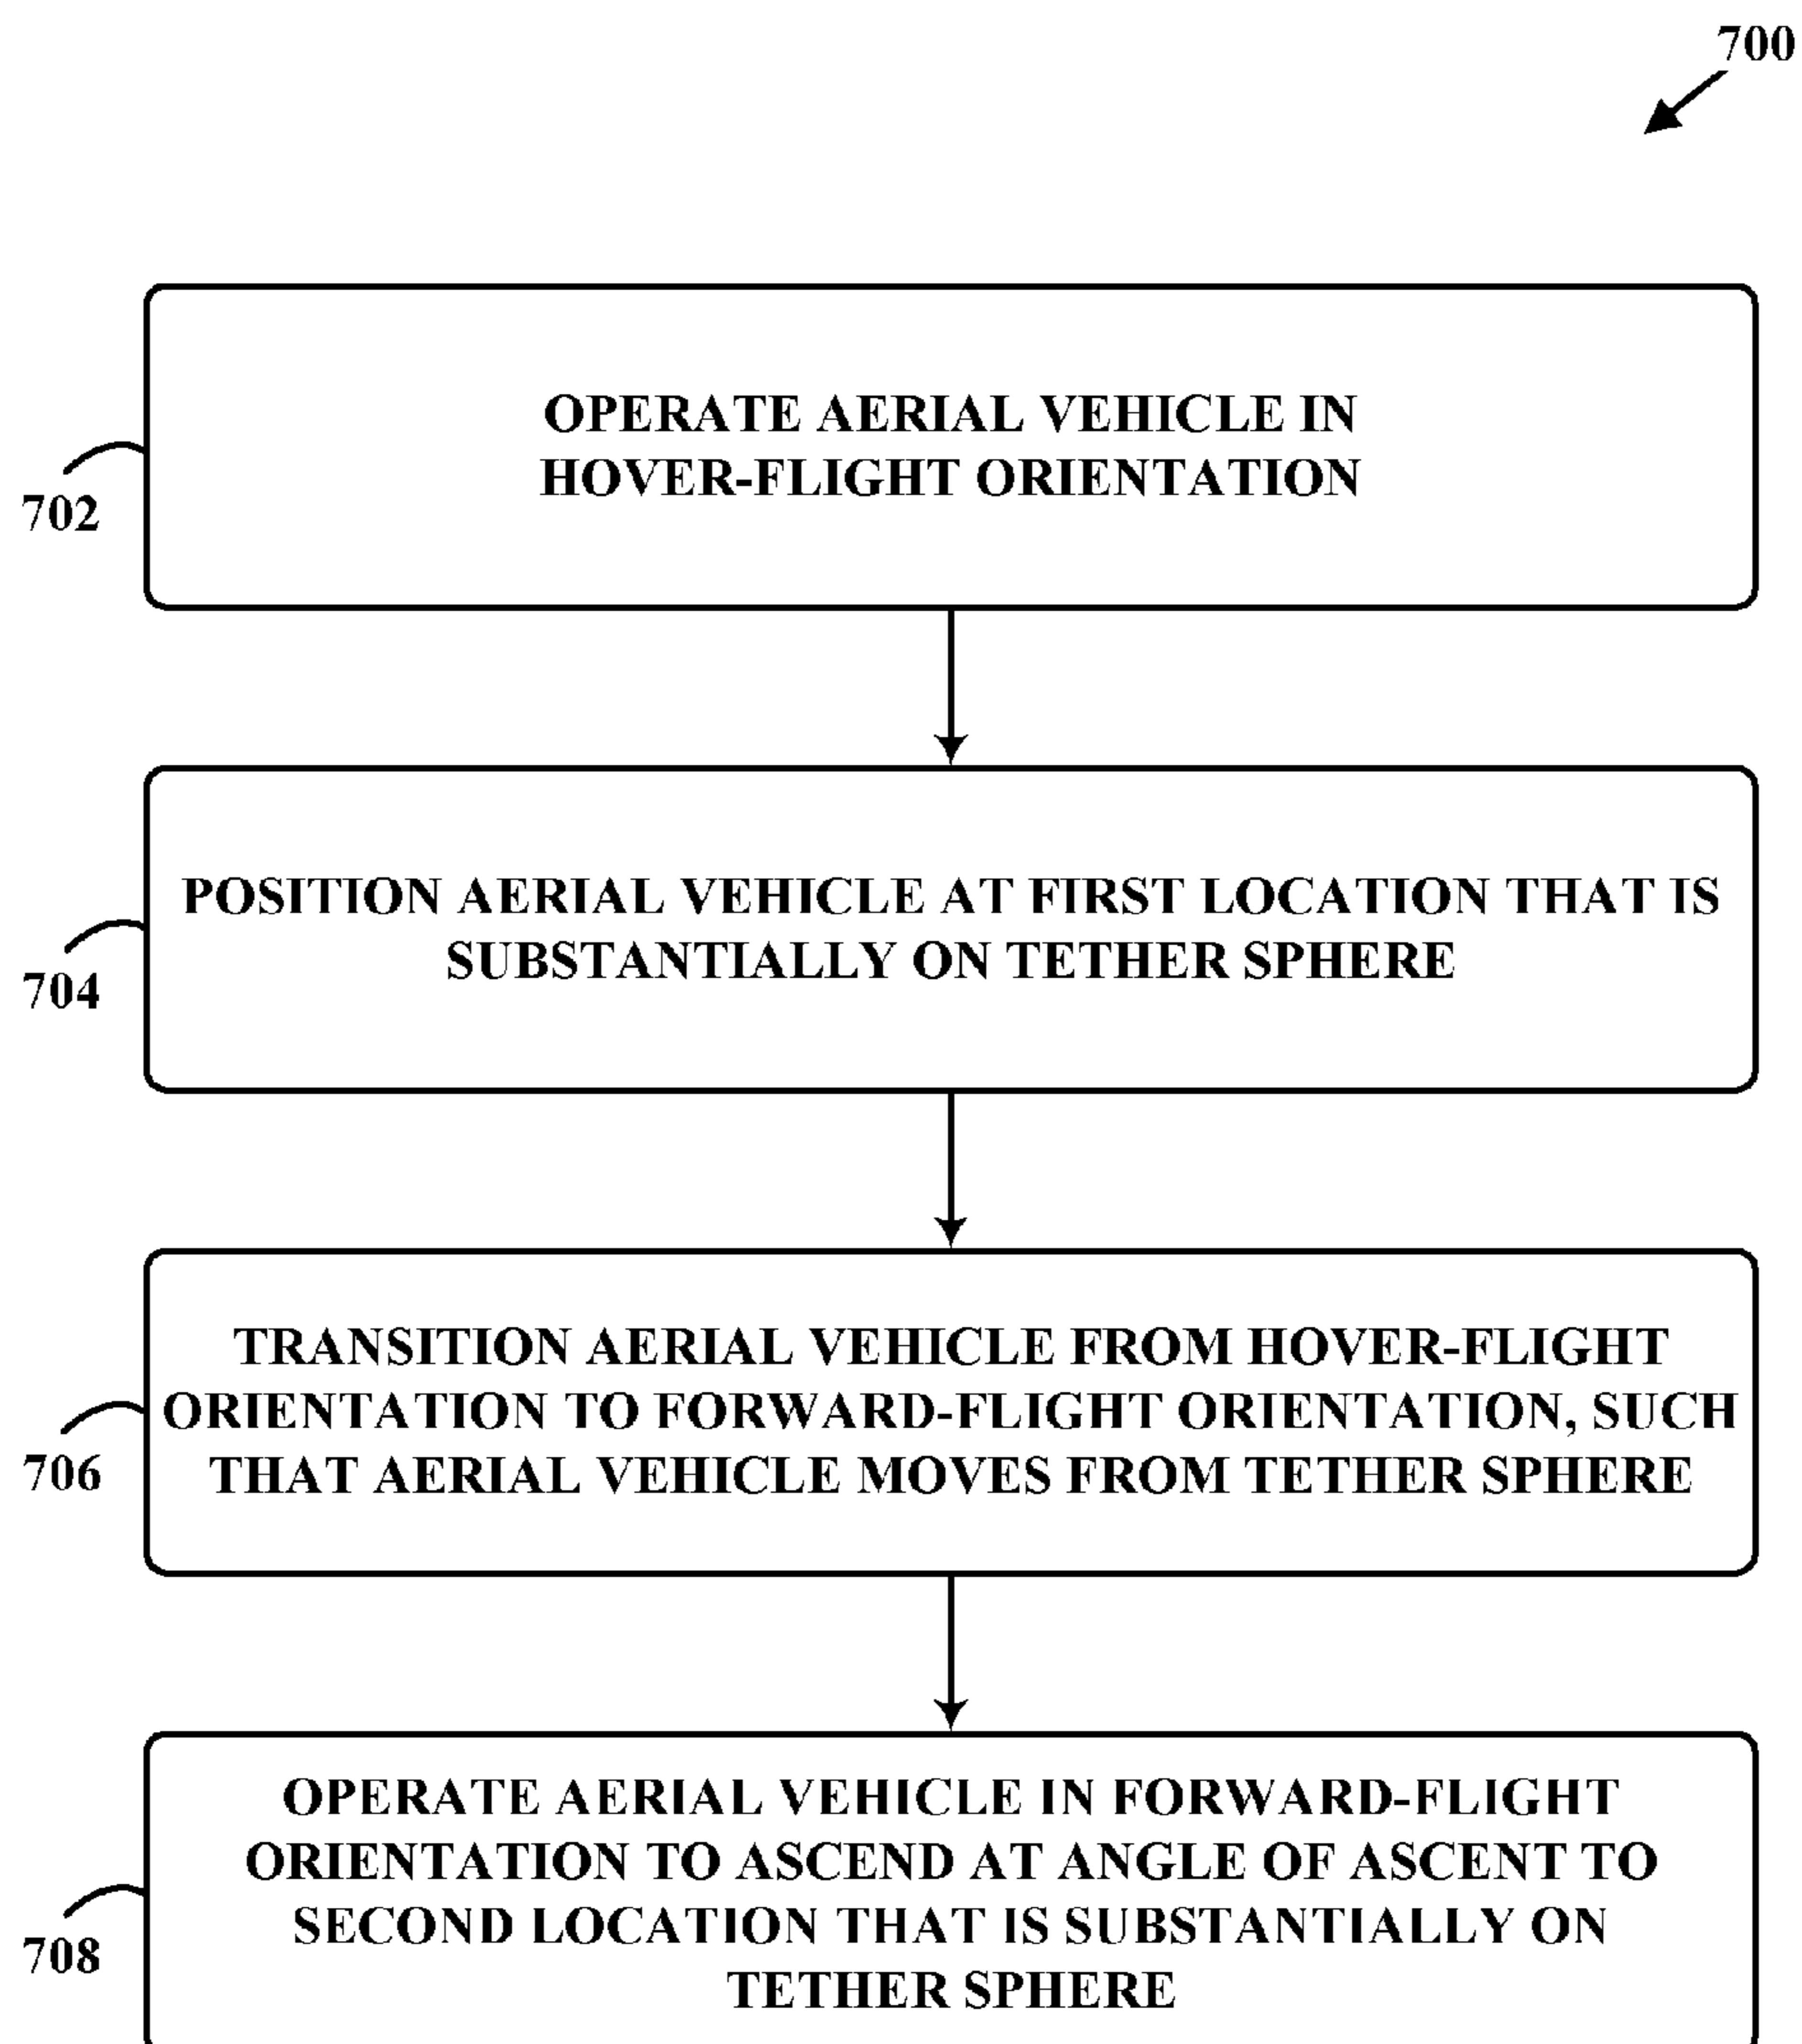 700
OPERATE AERIAL VEHICLE IN
HOVER-FLIGHT ORIENTATION
702
POSITION AERIAL VEHICLE AT FIRST LOCATION THAT IS
SUBSTANTIALLY ON TETHER SPHERE
704
TRANSITION AERIAL VEHICLE FROM HOVER-FLIGHT
ORIENTATION TO FORWARD-FLIGHT ORIENTATION, SUCH
THAT AERIAL VEHICLE MOVES FROM TETHER SPHERE
706
OPERATE AERIAL VEHICLE IN FORWARD-FLIGHT
ORIENTATION TO ASCEND AT ANGLE OF ASCENT TO
SECOND LOCATION THAT IS SUBSTANTIALLY ON
TETHER SPHERE
708